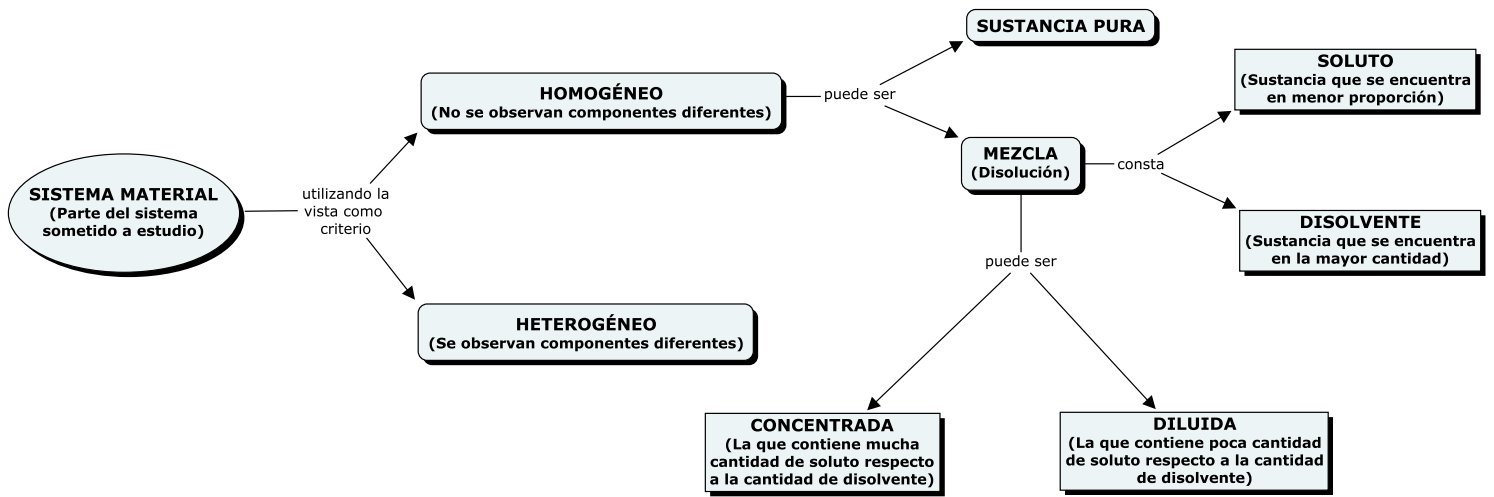 SISTEMA MATERIAL
(Parte del sistema
sometido a estudio)
utilizando la
vista como
criterio
HOMOGÉNEO
(No se observan componentes diferentes)
HETEROGÉNEO
(Se observan componentes diferentes)
puede ser
SUSTANCIA PURA
MEZCLA
(Disolución)
consta
SOLUTO
(Sustancia que se encuentra
en menor proporción)
DISOLVENTE
(Sustancia que se encuentra
en la mayor cantidad)
puede ser
CONCENTRADA
(La que contiene mucha
cantidad de soluto respecto
a la cantidad de disolvente)
DILUIDA
(La que contiene poca cantidad
de soluto respecto a la cantidad
de disolvente)